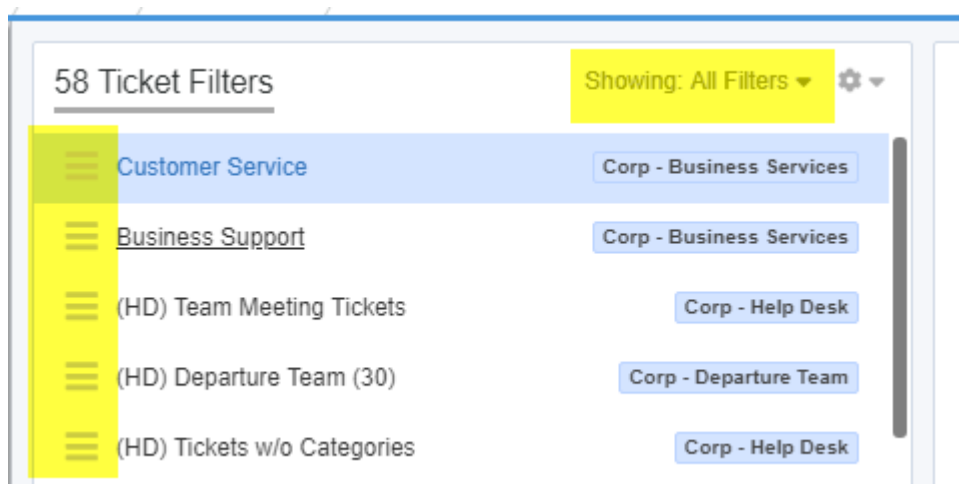 58 Ticket Filters Showing: All Filters
Customer Service Corp - Business Services
Business Support Corp - Business Services
(HD) Team Meeting Tickets Corp - Help Desk
(HD) Departure Team (30) Corp - Departure Team
(HD) Tickets w/o Categories Corp - Help Desk